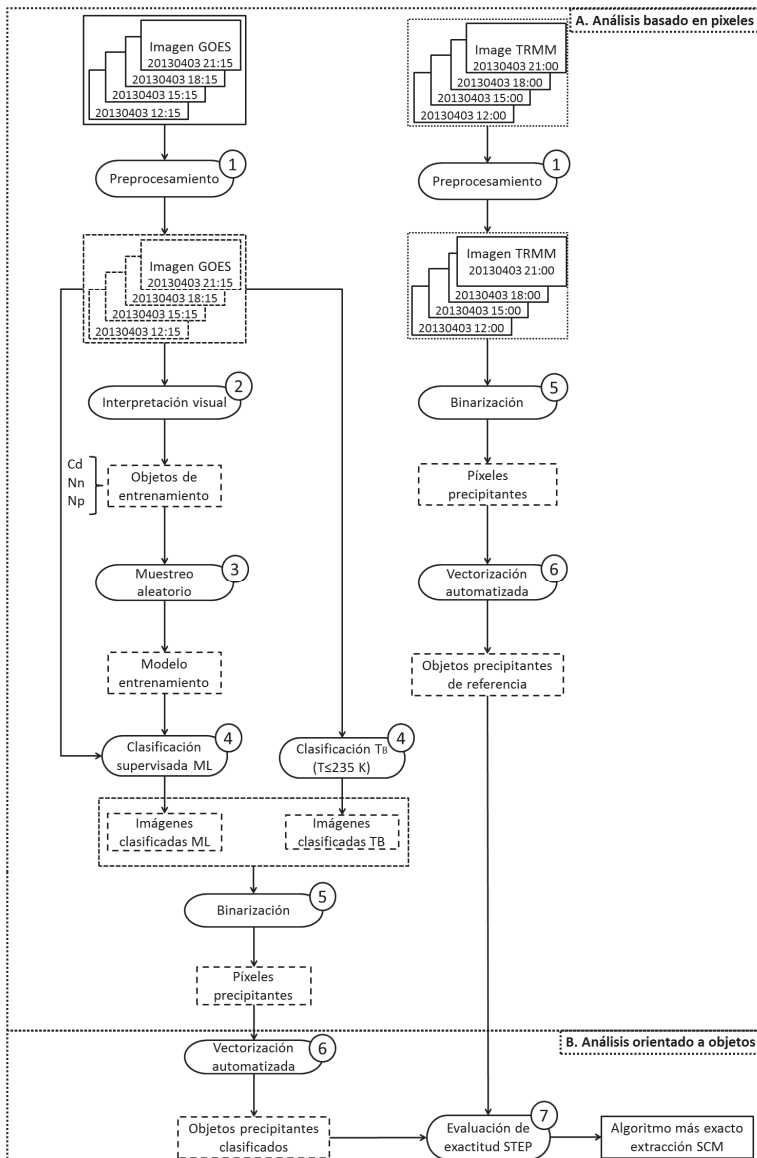 A. Análisis basado en pixeles
Imagen GOES
20130403 21:15
20130403 18:15
20130403 15:15
20130403 12:15
Image TRMM
20130403 21:00
20130403 18:00
20130403 15:00
20130403 12:00
1
Preprocesamiento
1
Preprocesamiento
Imagen GOES
20130403 21:15
20130403 18:15
20130403 15:15
20130403 12:15
Imagen TRMM
20130403 21:00
20130403 18:00
20130403 15:00
20130403 12:00
2
Interpretación visual
5
Binarización
Cd
Nn
Np
Objetos de
entrenamiento
Píxeles
precipitantes
3
Muestreo
aleatorio
6
Vectorización
automatizada
Modelo
entrenamiento
Objetos precipitantes
de referencia
4
Clasificación
supervisada ML
4
Clasificación TB
(T≤235 K)
Imágenes
clasificadas ML
Imágenes
clasificadas TB
5
Binarización
Píxeles
precipitantes
B. Análisis orientado a objetos
6
Vectorización
automatizada
Objetos precipitantes
clasificados
7
Evaluación de
exactitud STEP
Algoritmo más exacto
extracción SCM